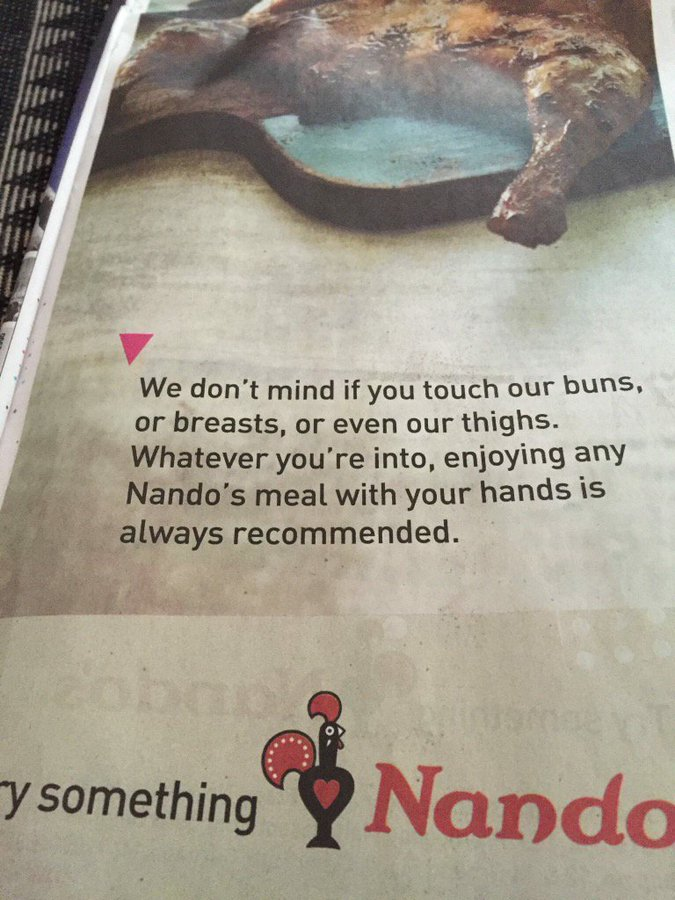 We don't mind if you touch our buns,
or breasts, or even our thighs.
Whatever you're into, enjoying any
Nando's meal with your hands is
always recommended.
ry something Nando